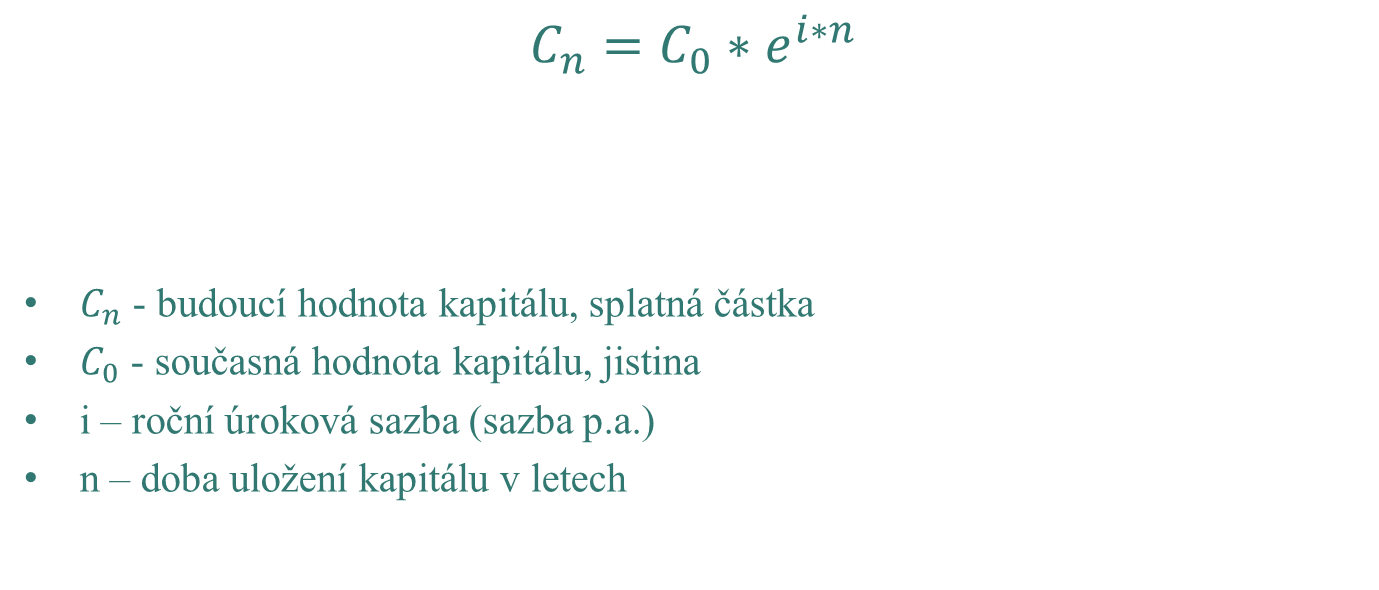 𝐶ₙ = 𝐶₀ ∗ 𝑒^{𝑖∗𝑛}
• 𝐶ₙ - budoucí hodnota kapitálu, splatná částka
• 𝐶₀ - současná hodnota kapitálu, jistina
• i – roční úroková sazba (sazba p.a.)
• n – doba uložení kapitálu v letech